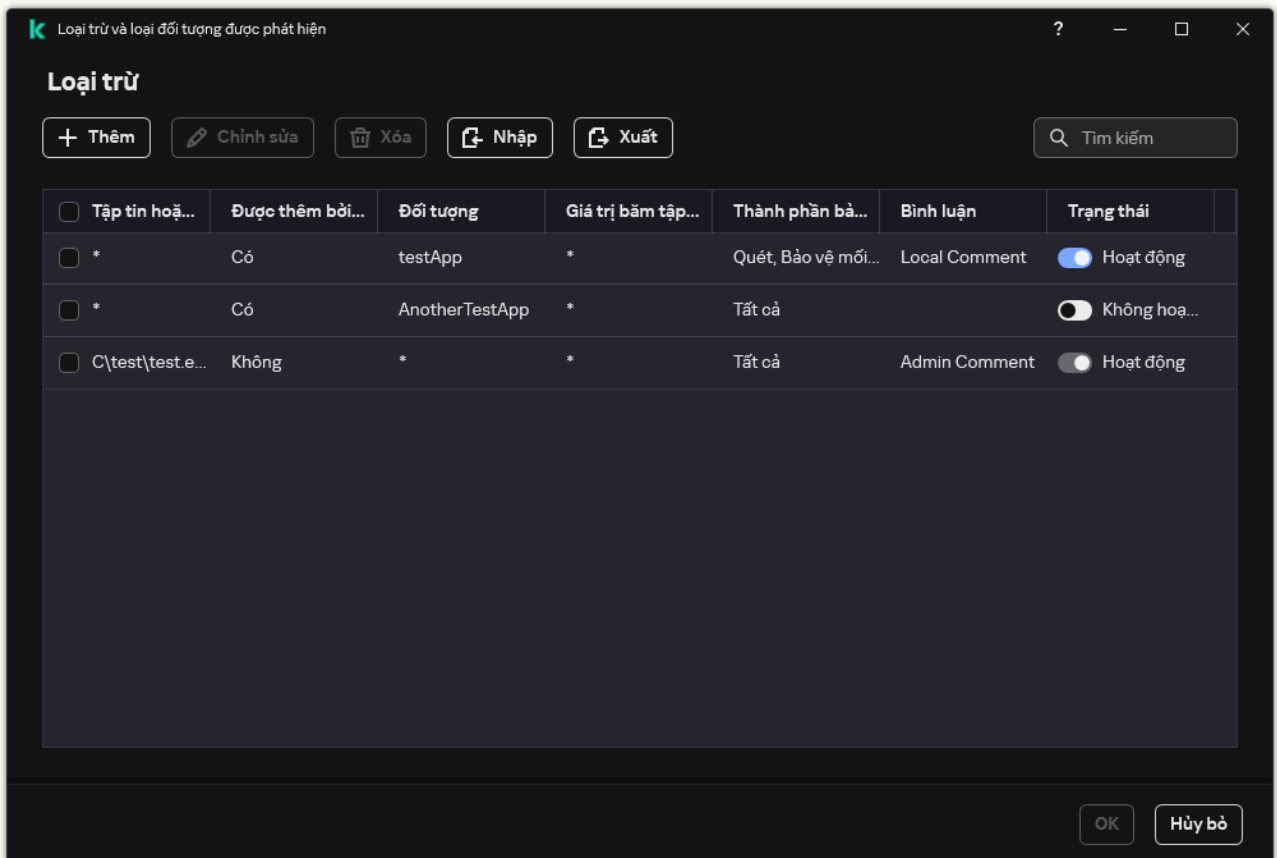 Loại trừ và loại đối tượng được phát hiện ?
Loại trừ
Thêm Chỉnh sửa Xóa Nhập Xuất Tìm kiếm
Tập tin hoặ... Được thêm bởi... Đối tượng Giá trị băm tập... Thành phần bả... Bình luận Trạng thái
* Có testApp * Quét, Bảo vệ mối... Local Comment Hoạt động
* Có AnotherTestApp * Tất cả Không hoạ...
C\test\test.e... Không * * Tất cả Admin Comment Hoạt động
OK Hủy bỏ